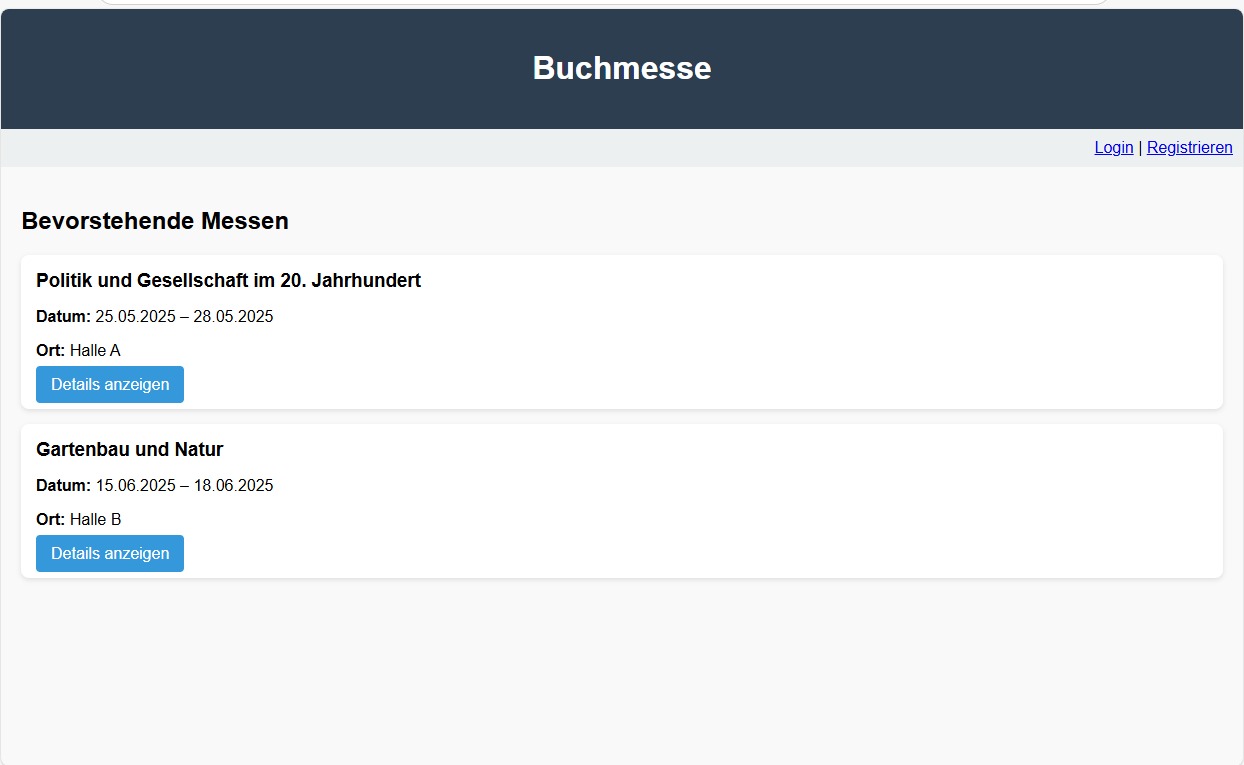 Buchmesse
Login | Registrieren
Bevorstehende Messen
Politik und Gesellschaft im 20. Jahrhundert
Datum: 25.05.2025 – 28.05.2025
Ort: Halle A
Details anzeigen
Gartenbau und Natur
Datum: 15.06.2025 – 18.06.2025
Ort: Halle B
Details anzeigen